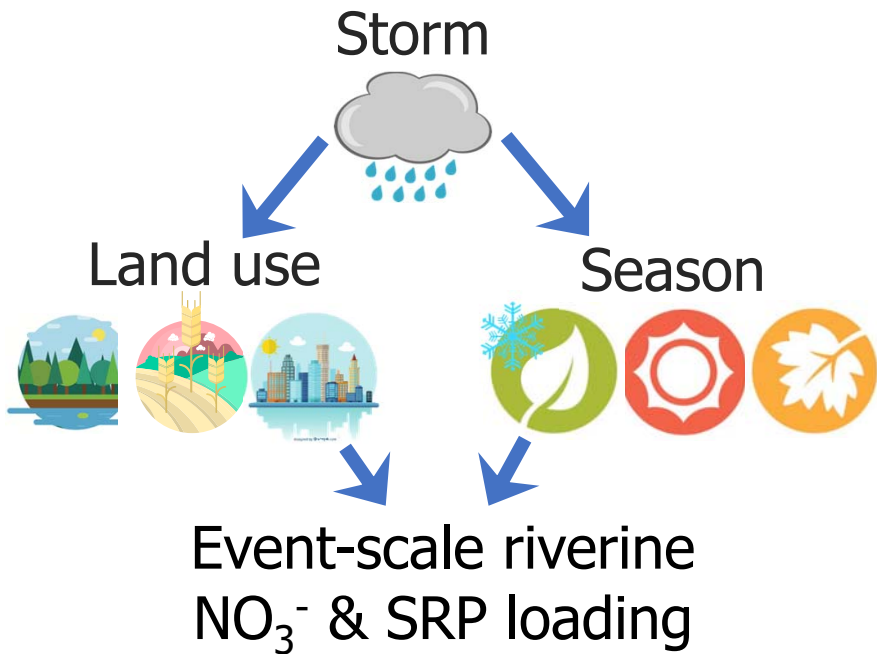 Storm
Land use
Season
Event-scale riverine
NO₃⁻ & SRP loading